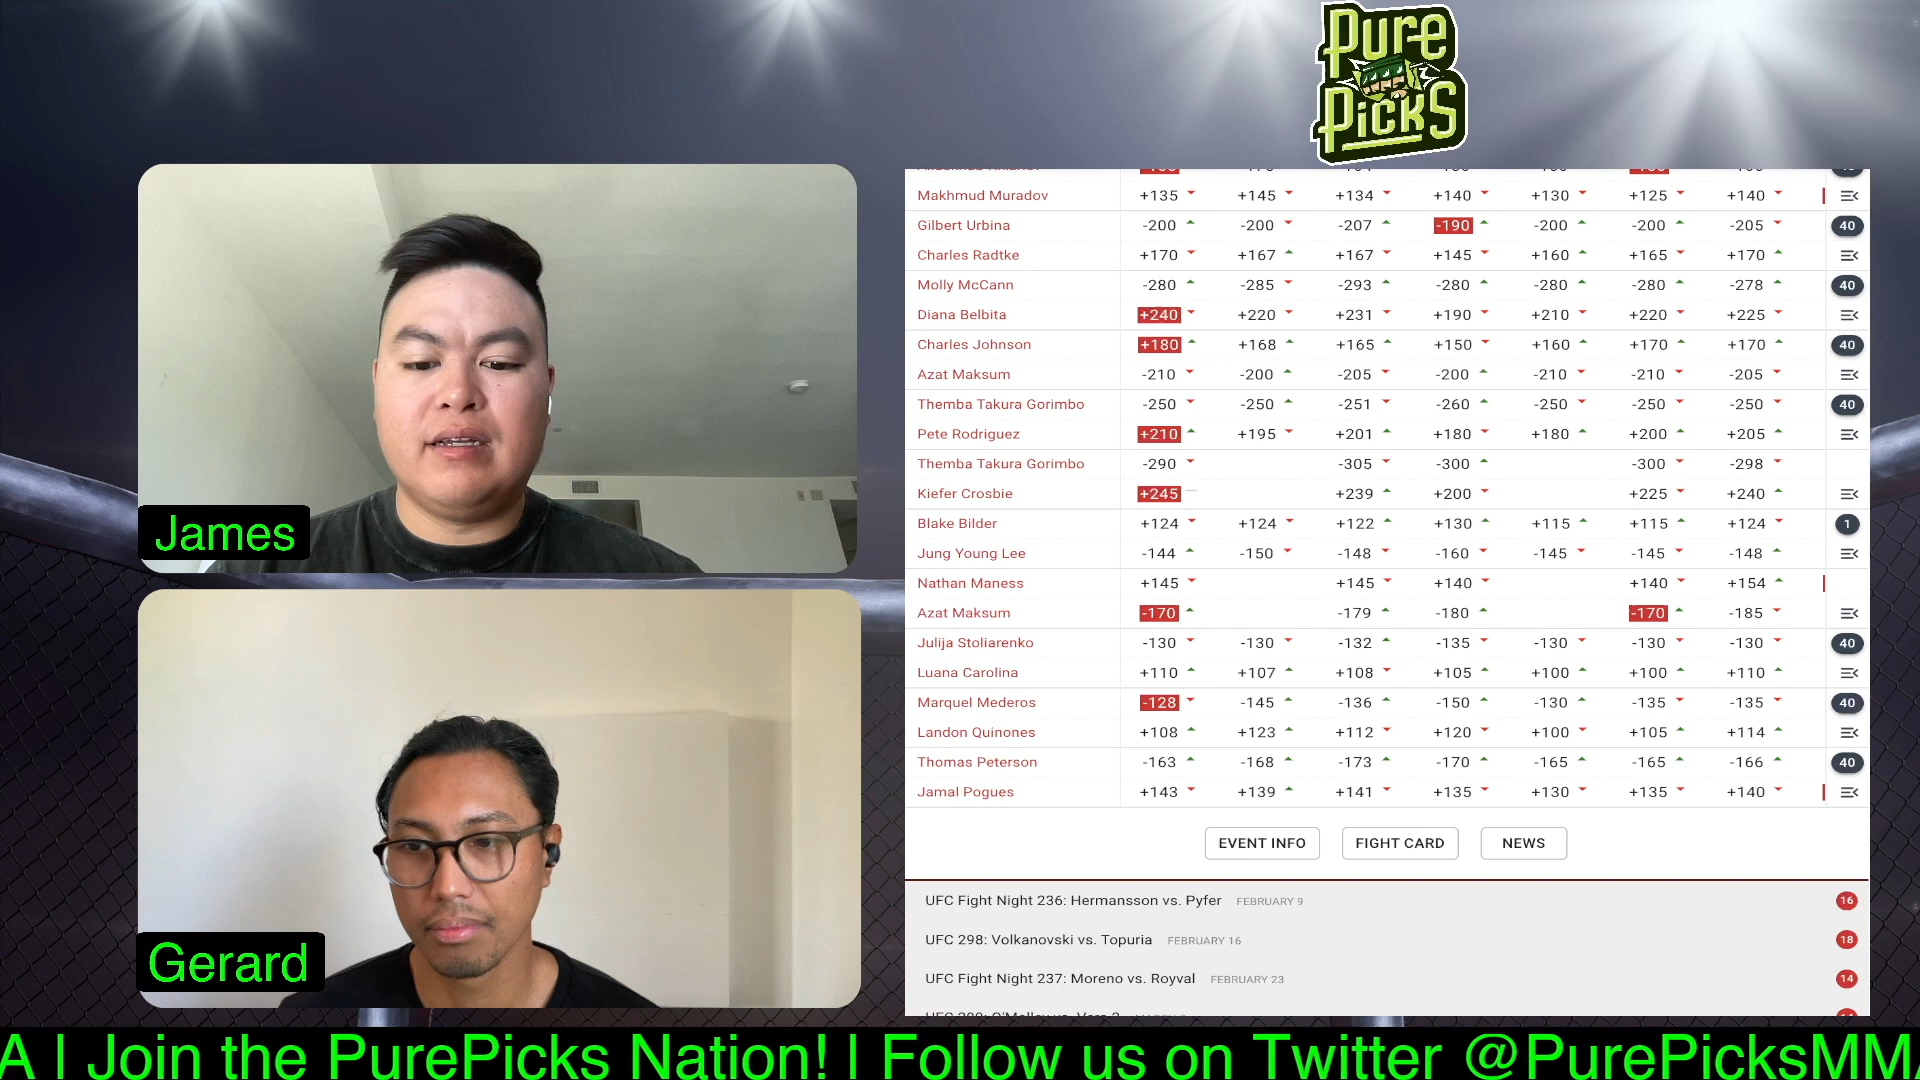 Pure
Picks
Makhmud Muradov +135 +145 +134 +140 +130 +125 +140
Gilbert Urbina -200 -200 -207 -190 -200 -200 -205 40
Charles Radtke +170 +167 +167 +145 +160 +165 +170
Molly McCann -280 -285 -293 -280 -280 -280 -278 40
Diana Belbita +240 +220 +231 +190 +210 +220 +225
Charles Johnson +180 +168 +165 +150 +160 +170 +170 40
Azat Maksum -210 -200 -205 -200 -210 -210 -205
Themba Takura Gorimbo -250 -250 -251 -260 -250 -250 -250 40
Pete Rodriguez +210 +195 +201 +180 +180 +200 +205
Themba Takura Gorimbo -290 -305 -300 -300 -298
Kiefer Crosbie +245 +239 +200 +225 +240
Blake Bilder +124 +124 +122 +130 +115 +115 +124 1
Jung Young Lee -144 -150 -148 -160 -145 -145 -148
Nathan Maness +145 +145 +140 +140 +154
Azat Maksum -170 -179 -180 -170 -185
Julija Stoliarenko -130 -130 -132 -135 -130 -130 -130 40
Luana Carolina +110 +107 +108 +105 +100 +100 +110
Marquel Mederos -128 -145 -136 -150 -130 -135 -135 40
Landon Quinones +108 +123 +112 +120 +100 +105 +114
Thomas Peterson -163 -168 -173 -170 -165 -165 -166 40
Jamal Pogues +143 +139 +141 +135 +130 +135 +140
EVENT INFO FIGHT CARD NEWS
UFC Fight Night 236: Hermansson vs. Pyfer FEBRUARY 9 16
UFC 298: Volkanovski vs. Topuria FEBRUARY 16 18
UFC Fight Night 237: Moreno vs. Royval FEBRUARY 23 14
James
Gerard
A | Join the PurePicks Nation! | Follow us on Twitter @PurePicksMMA